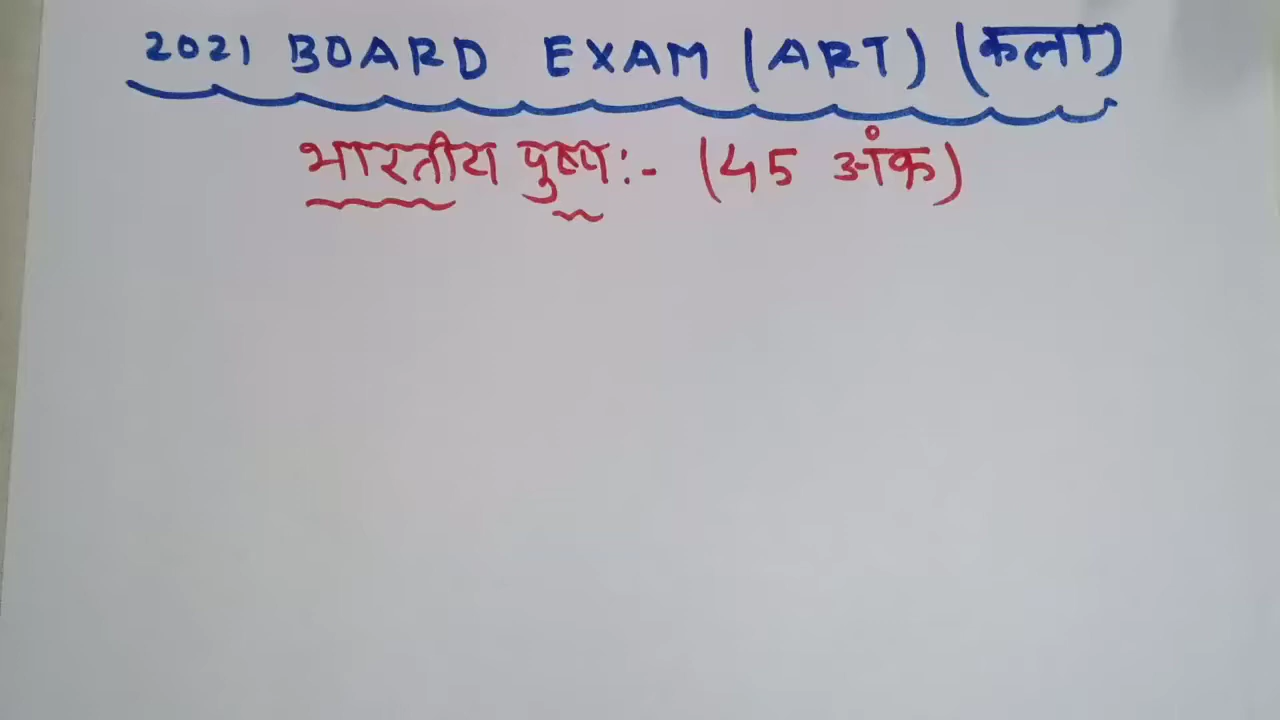 2021 BOARD EXAM (ART) (कला)
भारतीय पुष्प :- (45 अंक)